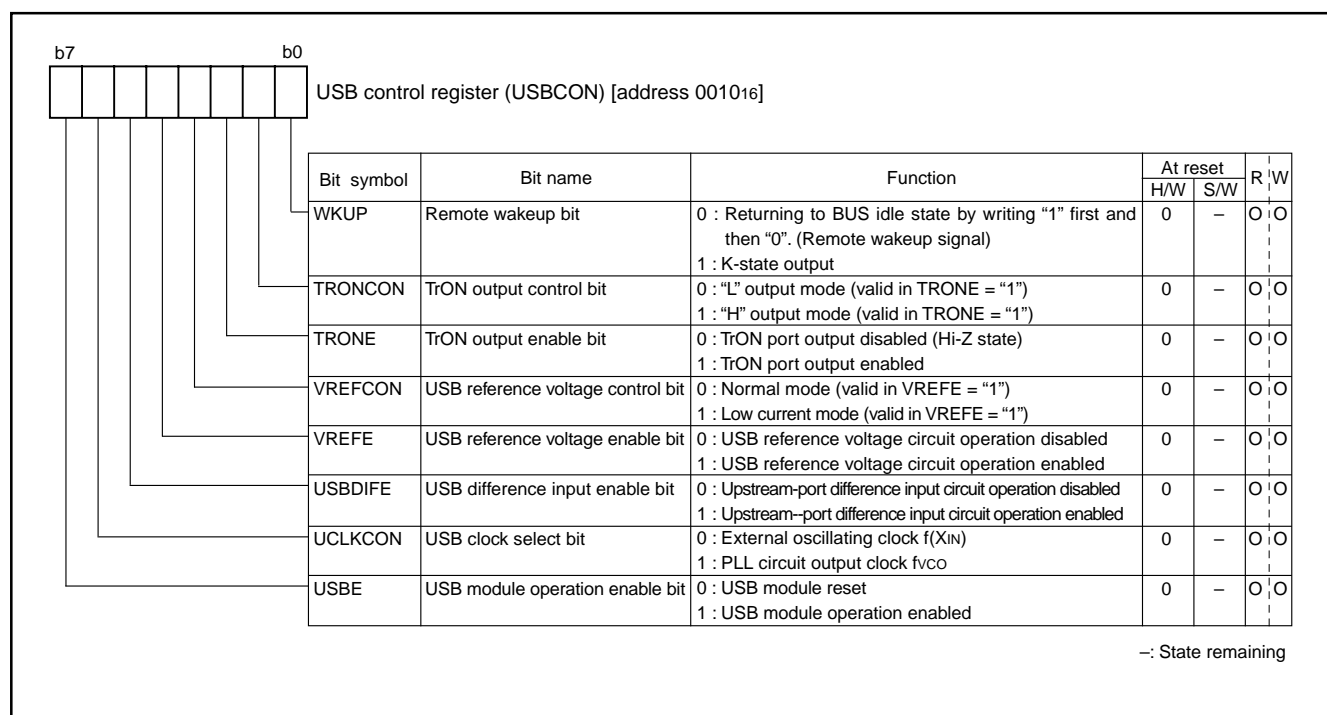 b7 b0
USB control register (USBCON) [address 001016]
Bit symbol Bit name Function At reset R W
H/W S/W
WKUP Remote wakeup bit 0 : Returning to BUS idle state by writing “1” first and 0 – O O
then “0”. (Remote wakeup signal)
1 : K-state output
TRONCON TrON output control bit 0 : “L” output mode (valid in TRONE = “1”) 0 – O O
1 : “H” output mode (valid in TRONE = “1”)
TRONE TrON output enable bit 0 : TrON port output disabled (Hi-Z state) 0 – O O
1 : TrON port output enabled
VREFCON USB reference voltage control bit 0 : Normal mode (valid in VREFE = “1”) 0 – O O
1 : Low current mode (valid in VREFE = “1”)
VREFE USB reference voltage enable bit 0 : USB reference voltage circuit operation disabled 0 – O O
1 : USB reference voltage circuit operation enabled
USBDIFE USB difference input enable bit 0 : Upstream-port difference input circuit operation disabled 0 – O O
1 : Upstream--port difference input circuit operation enabled
UCLKCON USB clock select bit 0 : External oscillating clock f(XIN) 0 – O O
1 : PLL circuit output clock fVCO
USBE USB module operation enable bit 0 : USB module reset 0 – O O
1 : USB module operation enabled
–: State remaining